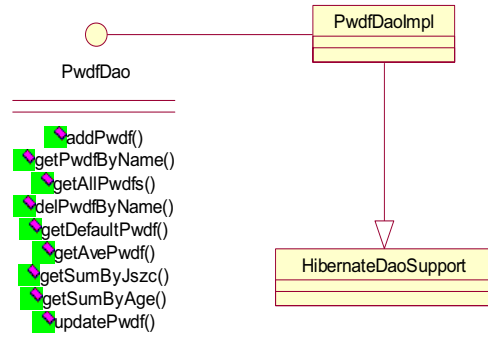 PwdfDaoImpl
PwdfDao
addPwdf()
getPwdfByName()
getAllPwdfs()
delPwdfByName()
getDefaultPwdf()
getAvePwdf()
getSumByJszc()
getSumByAge()
updatePwdf()
HibernateDaoSupport